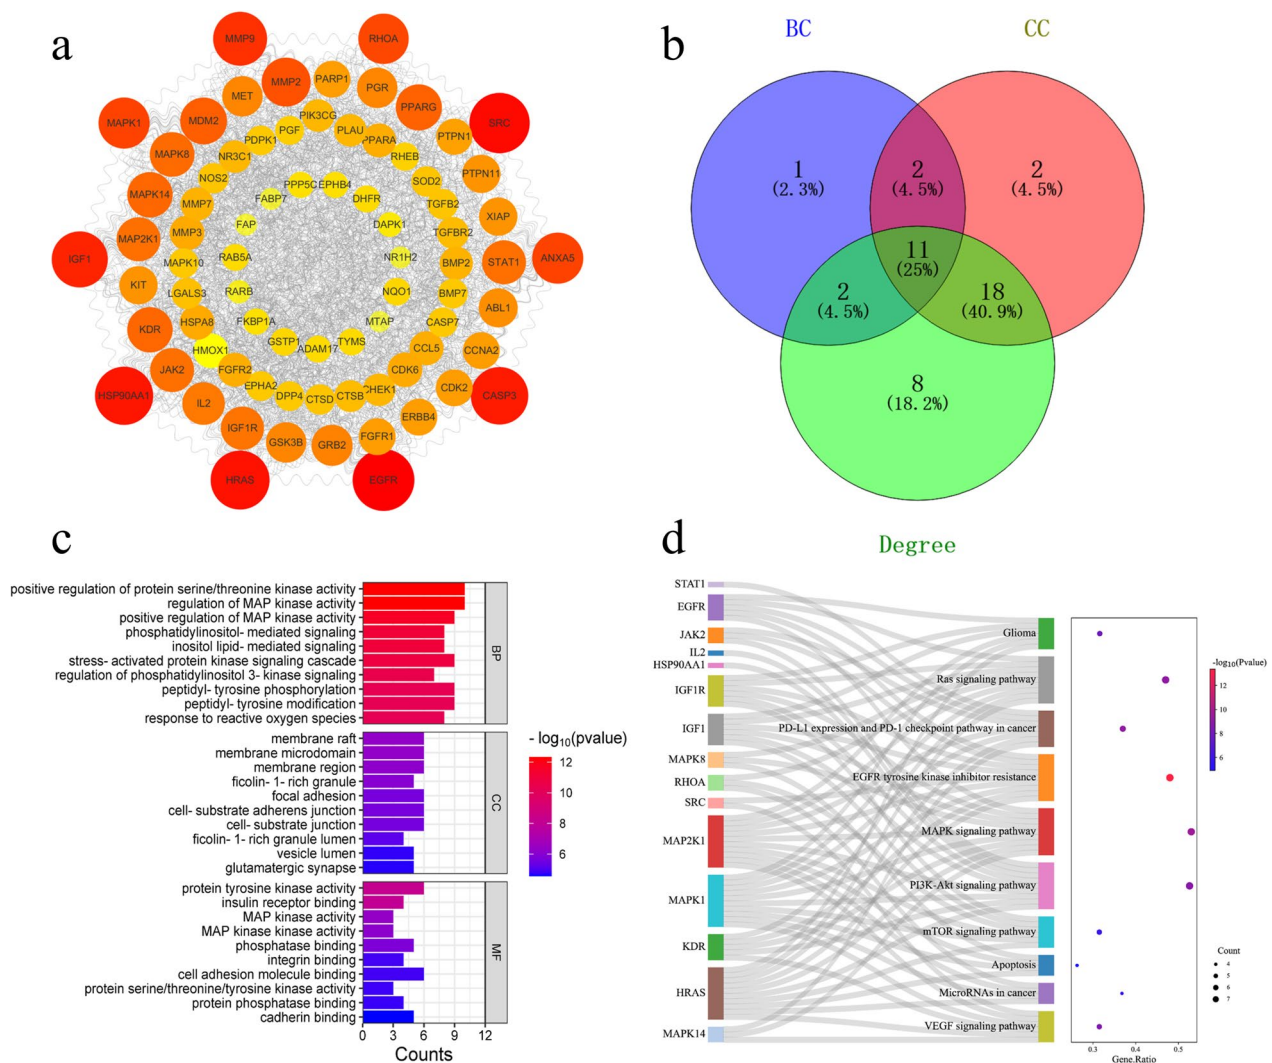 a
MMP9
RHOA
MMP2
PARP1
MET
PGR
PPARG
MAPK1
MDM2
PIK3CG
SRC
PGF
PLAU
PDPK1
PPARA
PTPN1
MAPK8
NR3C1
RHEB
PTPN11
NOS2
PPP5C
EPHB4
SOD2
MAPK14
FABP7
DHFR
MMP7
TGFB2
XIAP
FAP
DAPK1
MAP2K1
MMP3
TGFBR2
IGF1
RAB5A
NR1H2
STAT1
ANXA5
MAPK10
BMP2
KIT
LGALS3
RARB
NQO1
BMP7
ABL1
KDR
HSPA8
FKBP1A
MTAP
CASP7
HMOX1
GSTP1
ADAM17
TYMS
CCL5
CCNA2
JAK2
FGFR2
CDK6
HSP90AA1
EPHA2
DPP4
CTSD
CTSB
CHEK1
CDK2
CASP3
IL2
ERBB4
IGF1R
GSK3B
GRB2
FGFR1
HRAS
EGFR
b
BC
CC
1
(2.3%)
2
(4.5%)
2
(4.5%)
11
(25%)
2
(4.5%)
18
(40.9%)
8
(18.2%)
Degree
c
positive regulation of protein serine/threonine kinase activity
regulation of MAP kinase activity
positive regulation of MAP kinase activity
phosphatidylinositol- mediated signaling
inositol lipid- mediated signaling
stress- activated protein kinase signaling cascade
regulation of phosphatidylinositol 3- kinase signaling
peptidyl- tyrosine phosphorylation
peptidyl- tyrosine modification
response to reactive oxygen species
BP
membrane raft
membrane microdomain
membrane region
ficolin- 1- rich granule
focal adhesion
cell- substrate adherens junction
cell- substrate junction
ficolin- 1- rich granule lumen
vesicle lumen
glutamatergic synapse
CC
protein tyrosine kinase activity
insulin receptor binding
MAP kinase activity
MAP kinase kinase activity
phosphatase binding
integrin binding
cell adhesion molecule binding
protein serine/threonine/tyrosine kinase activity
protein phosphatase binding
cadherin binding
MF
0 3 6 9 12
Counts
- log10(pvalue)
12
10
8
6
d
STAT1
EGFR
JAK2
IL2
HSP90AA1
IGF1R
IGF1
MAPK8
RHOA
SRC
MAP2K1
MAPK1
KDR
HRAS
MAPK14
Glioma
Ras signaling pathway
PD-L1 expression and PD-1 checkpoint pathway in cancer
EGFR tyrosine kinase inhibitor resistance
MAPK signaling pathway
PI3K-Akt signaling pathway
mTOR signaling pathway
Apoptosis
MicroRNAs in cancer
VEGF signaling pathway
0.3 0.4 0.5
Gene.Ratio
-log10(Pvalue)
12
10
8
6
Count
4
5
6
7